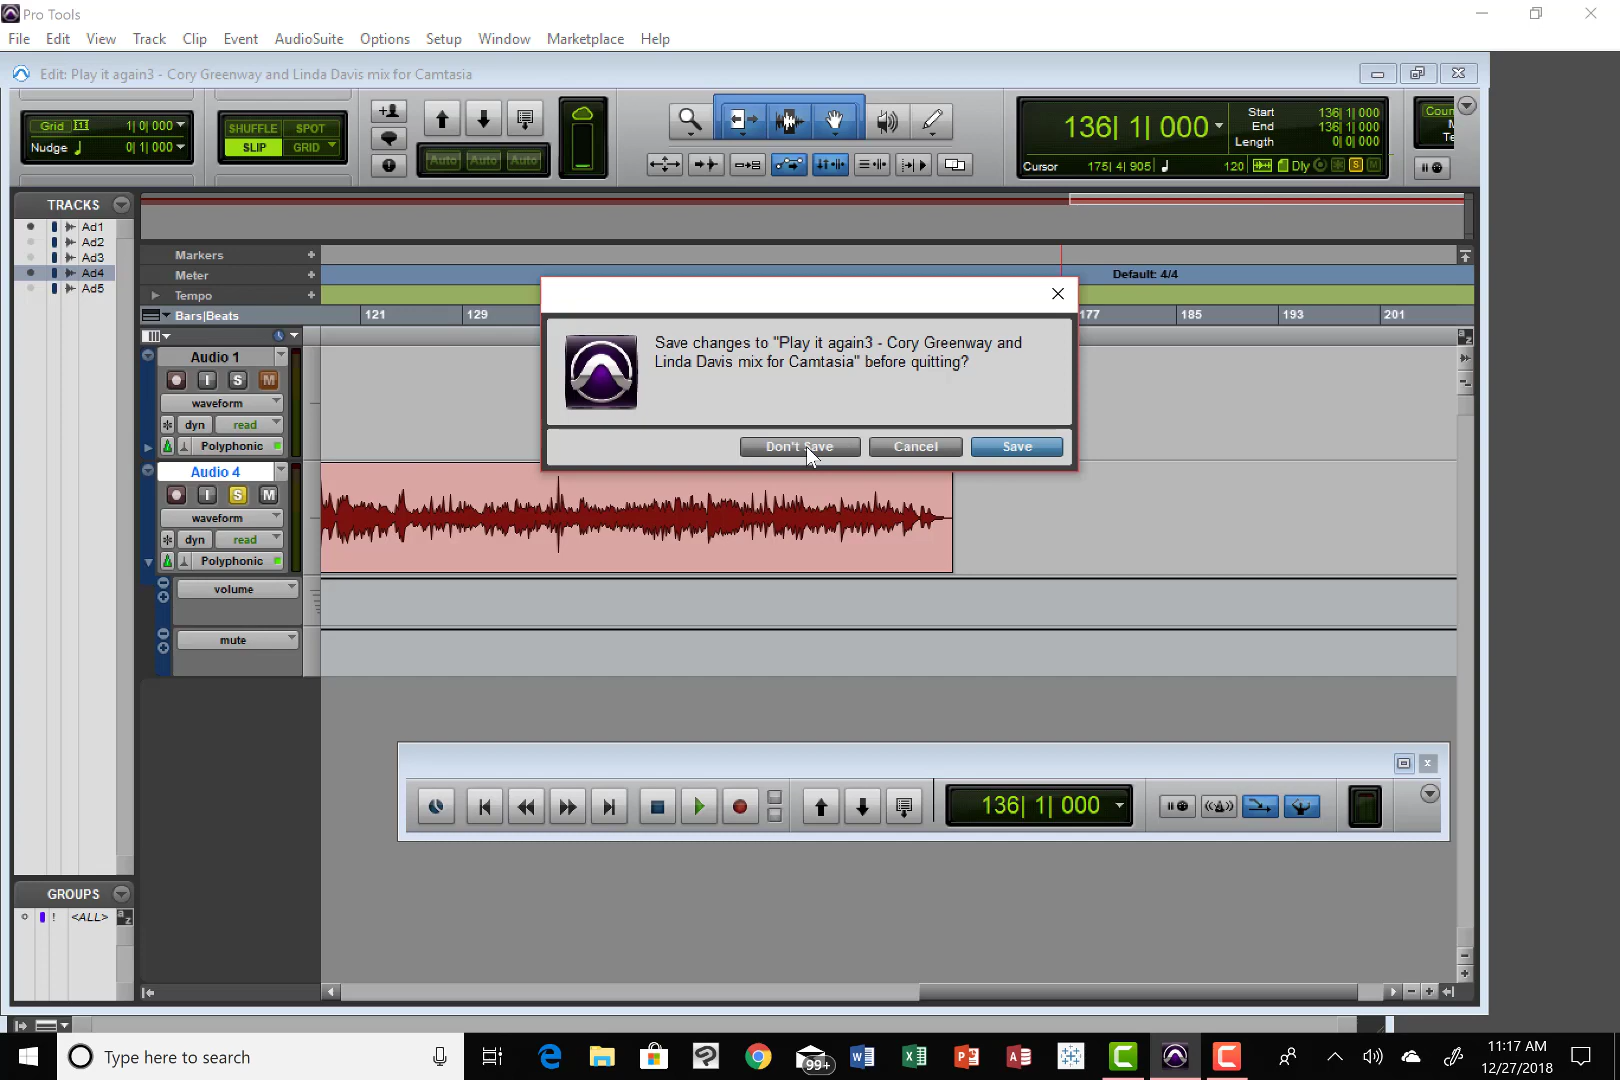 Pro Tools
File Edit View Track Clip Event AudioSuite Options Setup Window Marketplace Help
Edit: Play it again3 - Cory Greenway and Linda Davis mix for Camtasia
Grid 1| 0| 000
Nudge 0| 1| 000
SHUFFLE SPOT
SLIP GRID
Auto Auto Auto
136| 1| 000
Start 136| 1| 000
End 136| 1| 000
Length 0| 0| 000
Cursor 175| 4| 905 120 Dly S M
Coun
TRACKS
Ad1
Ad2
Ad3
Ad4
Ad5
Markers
Meter Default: 4/4
Tempo
Bars|Beats 121 129 177 185 193 201
Save changes to "Play it again3 - Cory Greenway and
Linda Davis mix for Camtasia" before quitting?
Don't Save Cancel Save
Audio 1
I S M
waveform
dyn read
Polyphonic
Audio 4
I S M
waveform
dyn read
Polyphonic
volume
mute
136| 1| 000
GROUPS
! <ALL> a z
Type here to search
99+
11:17 AM
12/27/2018